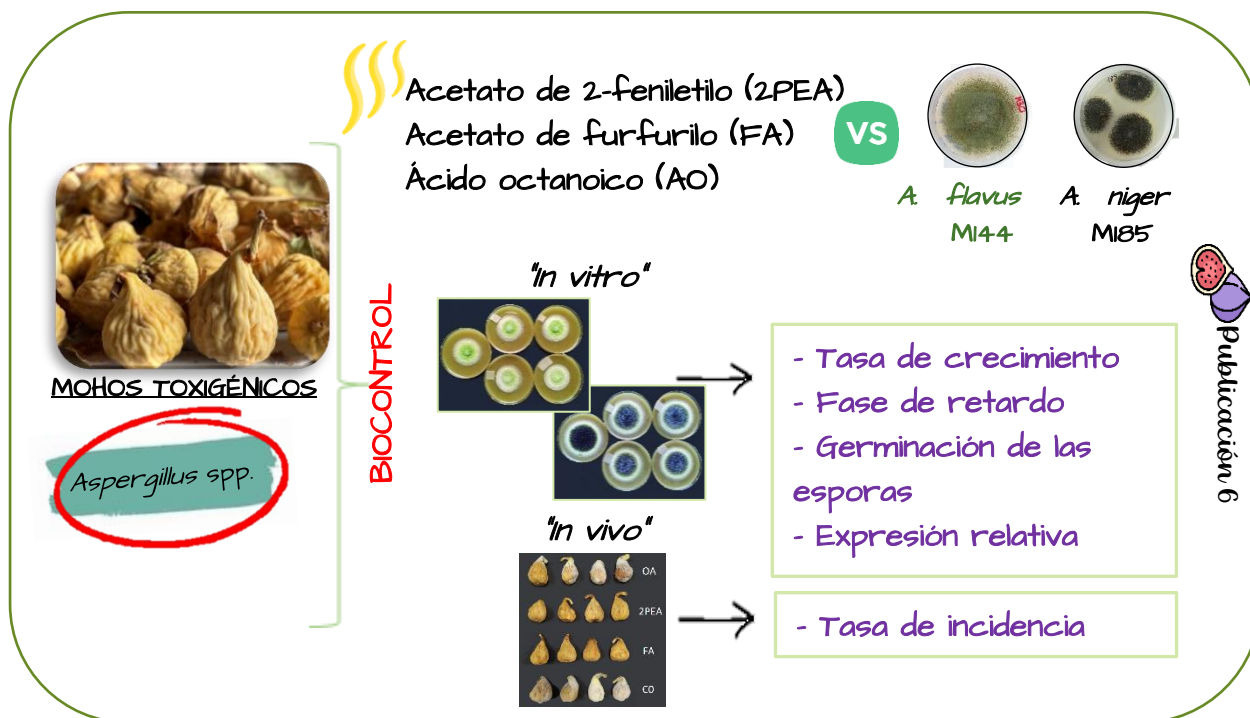 Acetato de 2-feniletilo (2PEA)
Acetato de furfurilo (FA)
Ácido octanoico (AO)
VS
A. flavus
M144
A. niger
M185
MOHOS TOXIGÉNICOS
Aspergillus spp.
BIOCONTROL
"In vitro"
- Tasa de crecimiento
- Fase de retardo
- Germinación de las
esporas
- Expresión relativa
"In vivo"
OA
2PEA
FA
CO
- Tasa de incidencia
Publicación 6